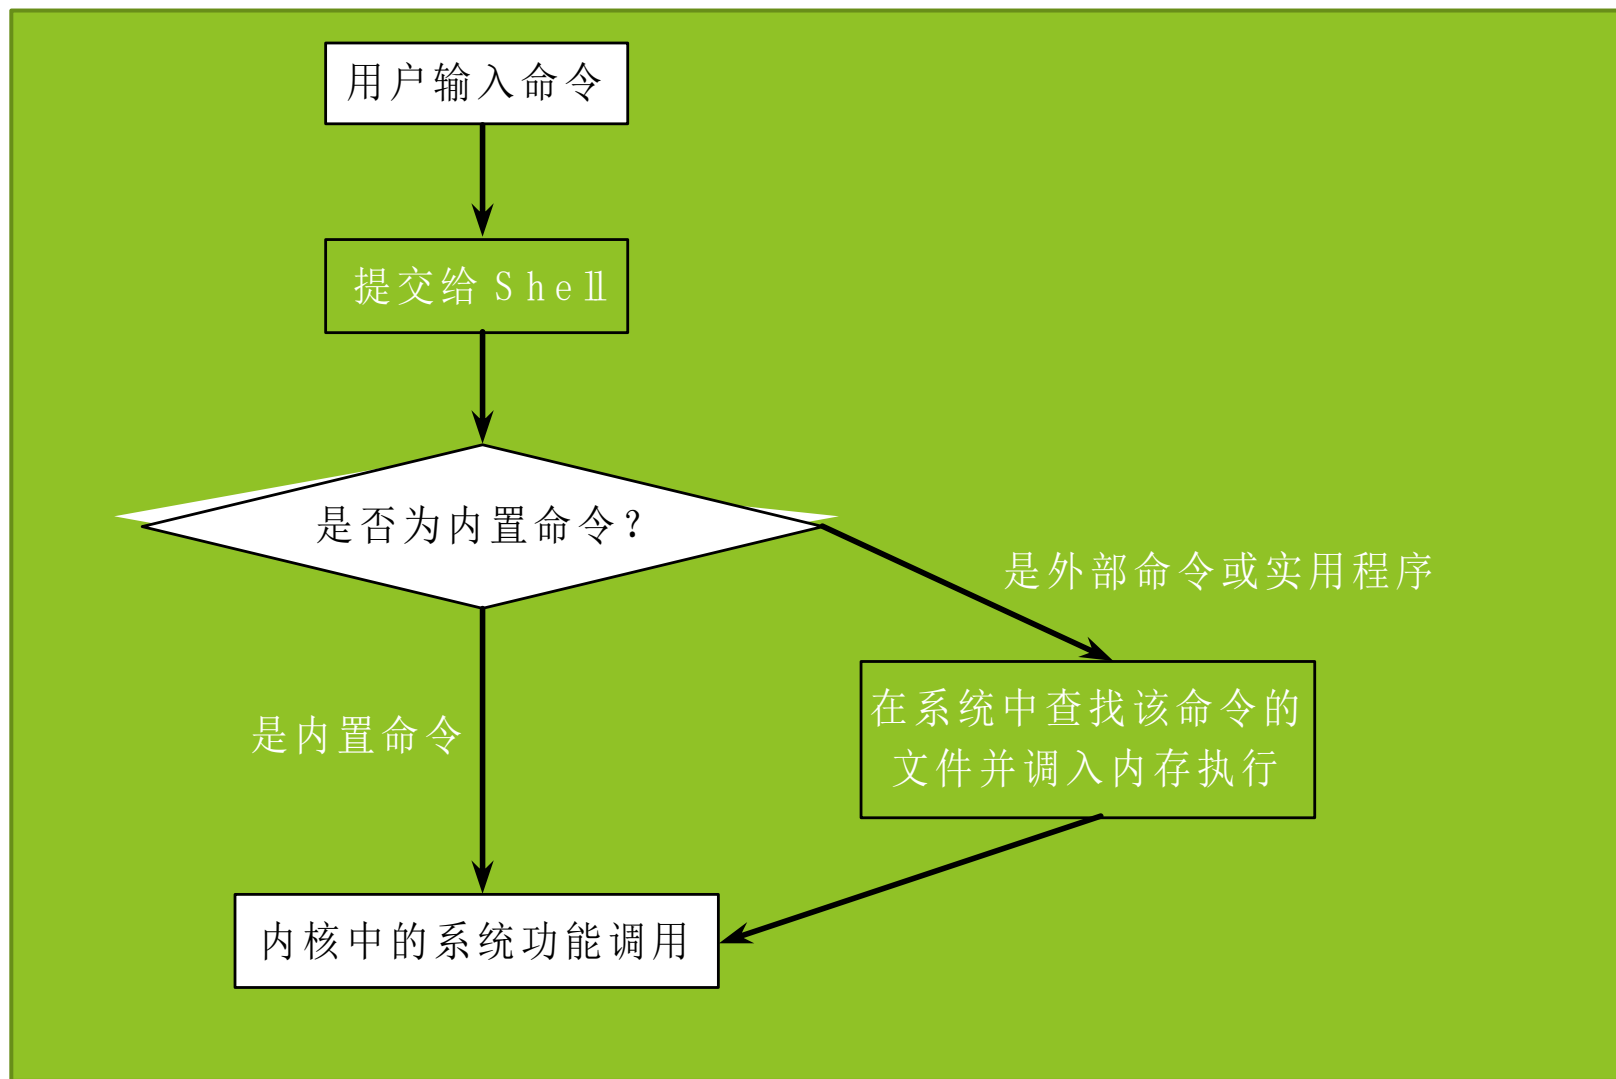 用户输入命令
提交给 Shell
是否为内置命令?
是外部命令或实用程序
在系统中查找该命令的
文件并调入内存执行
是内置命令
内核中的系统功能调用